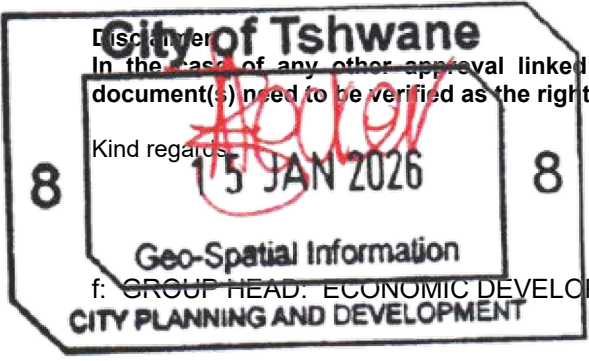 City of Tshwane
Disclaimer
In the case of any other approval linked
document(s) need to be verified as the right
Kind regards
8 15 JAN 2026 8
Geo-Spatial Information
f: GROUP HEAD: ECONOMIC DEVELO
CITY PLANNING AND DEVELOPMENT